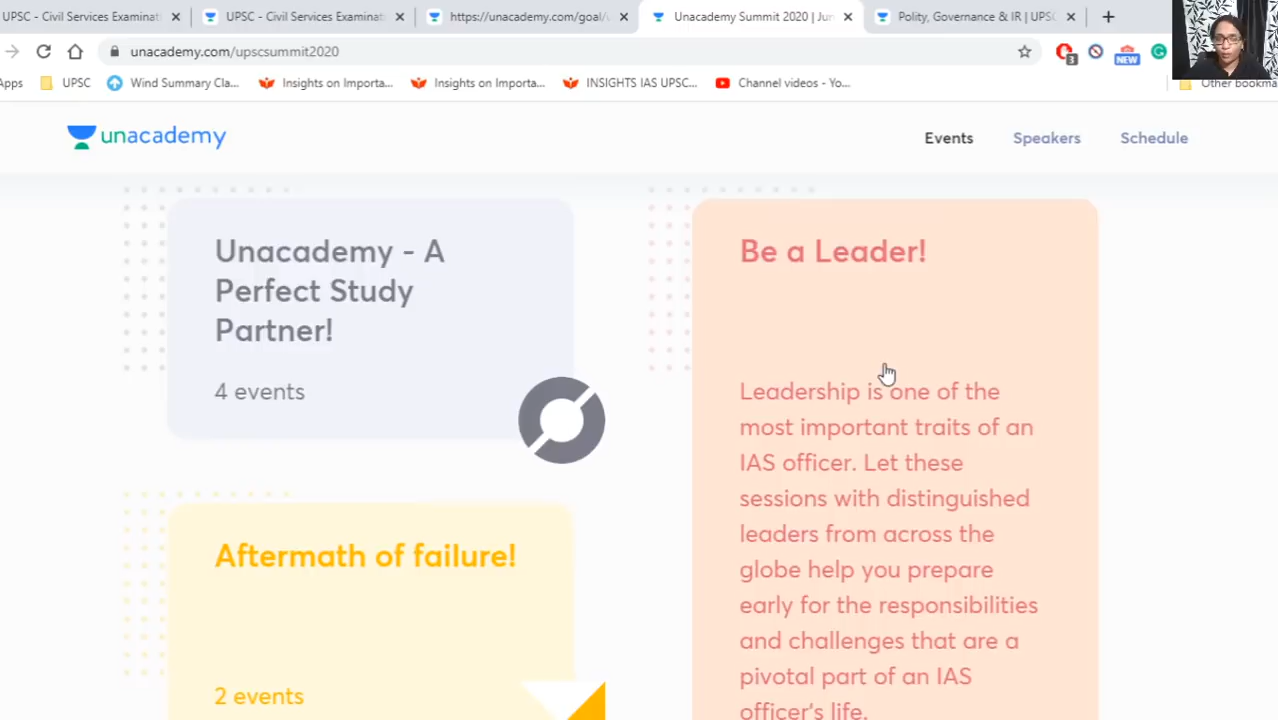 UPSC - Civil Services Examinat
UPSC - Civil Services Examinat
https://unacademy.com/goal/
Unacademy Summit 2020 | Jun
Polity, Governance & IR | UPSC
unacademy.com/upscsummit2020
3
NEW
Apps
UPSC
Wind Summary Cla...
Insights on Importa...
Insights on Importa...
INSIGHTS IAS UPSC...
Channel videos - Yo...
Other bookma
unacademy
Events
Speakers
Schedule
Unacademy - A
Perfect Study
Partner!
4 events
Aftermath of failure!
2 events
Be a Leader!
Leadership is one of the
most important traits of an
IAS officer. Let these
sessions with distinguished
leaders from across the
globe help you prepare
early for the responsibilities
and challenges that are a
pivotal part of an IAS
officer's life.